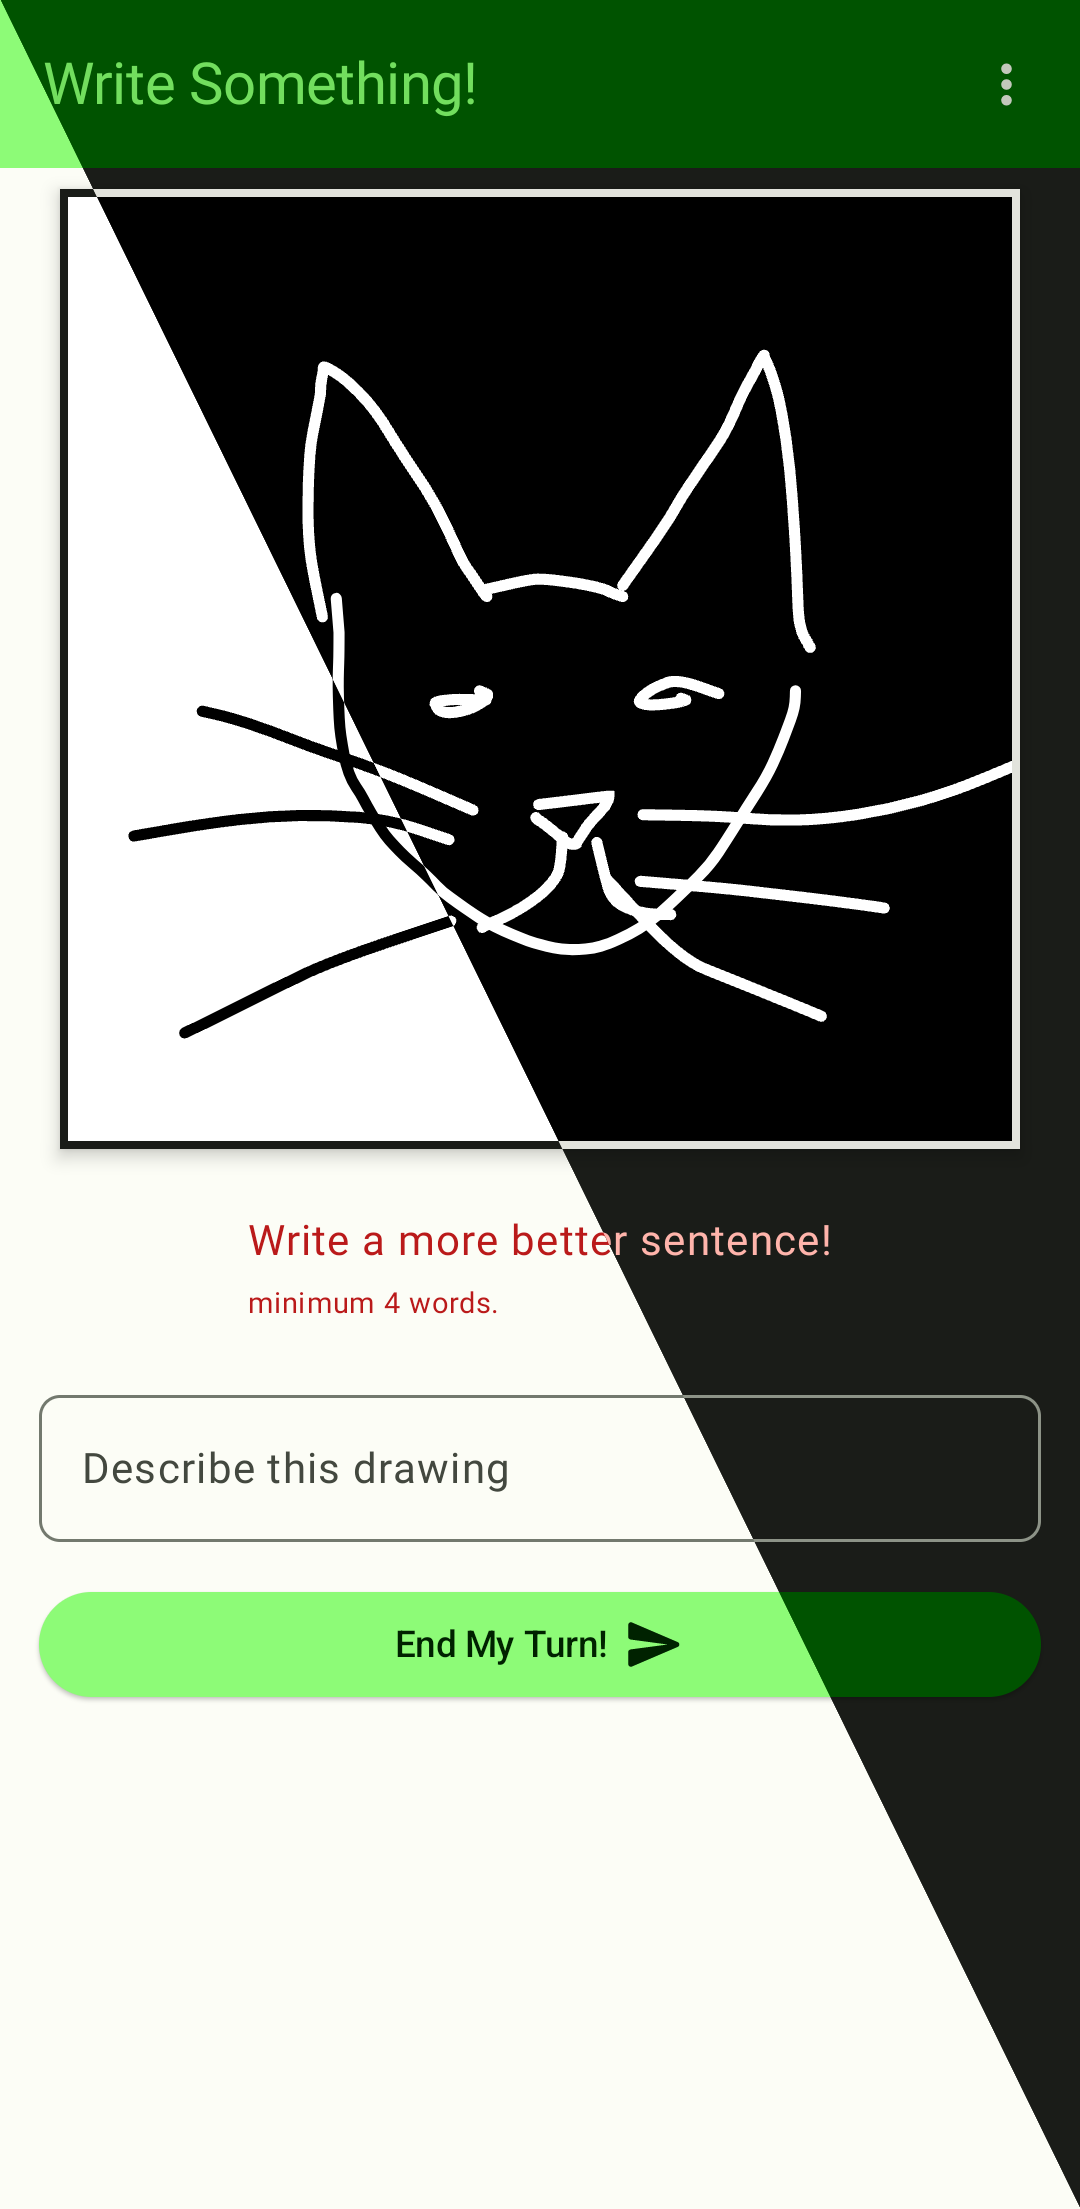 Write Something!
Write a more better sentence!
minimum 4 words.
Describe this drawing
End My Turn!